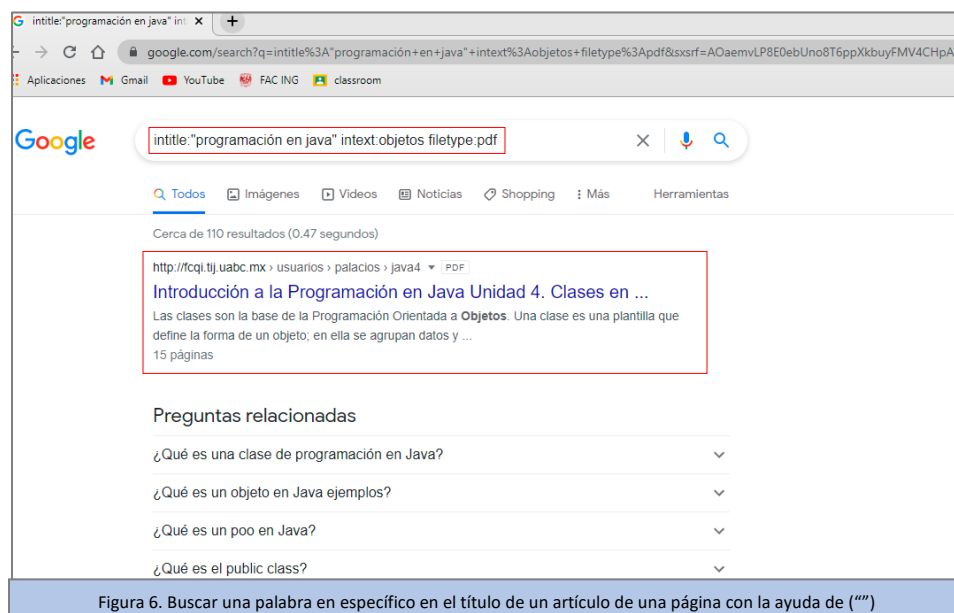 intitle:"programación en java" int
google.com/search?q=intitle%3A"programación+en+java"+intext%3Aobjetos+filetype%3Apdf&sxsrf=AOaemvLP8E0ebUno8T6ppXkbuyFMV4CHpA
Aplicaciones Gmail YouTube FAC ING classroom
Google
intitle:"programación en java" intext:objetos filetype:pdf
Todos Imágenes Videos Noticias Shopping Más Herramientas
Cerca de 110 resultados (0.47 segundos)
http://fcqi.tij.uabc.mx › usuarios › palacios › java4 PDF
Introducción a la Programación en Java Unidad 4. Clases en ...
Las clases son la base de la Programación Orientada a Objetos. Una clase es una plantilla que
define la forma de un objeto; en ella se agrupan datos y ...
15 páginas
Preguntas relacionadas
¿Qué es una clase de programación en Java?
¿Qué es un objeto en Java ejemplos?
¿Qué es un poo en Java?
¿Qué es el public class?
Figura 6. Buscar una palabra en específico en el título de un artículo de una página con la ayuda de (“”)